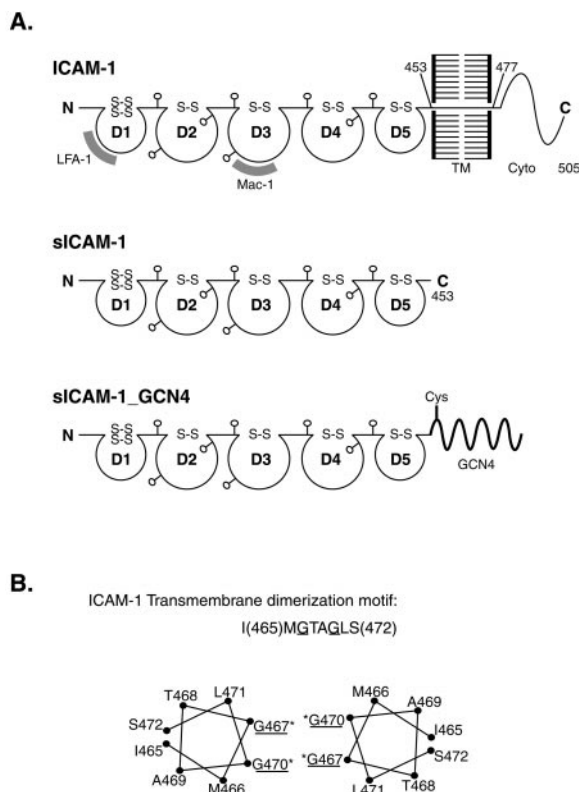 A.
ICAM-1
453 477
N S-S S-S S-S S-S S-S S-S C
D1 D2 D3 D4 D5
LFA-1 Mac-1 TM Cyto 505
sICAM-1
N S-S S-S S-S S-S S-S S-S C
D1 D2 D3 D4 D5 453
sICAM-1_GCN4
Cys
N S-S S-S S-S S-S S-S S-S
D1 D2 D3 D4 D5 GCN4
B.
ICAM-1 Transmembrane dimerization motif:
I(465)MGTAGLS(472)
T468 L471 M466 A469
S472 G467* *G470 I465
I465 G470* *G467 S472
A469 M466 L471 T468